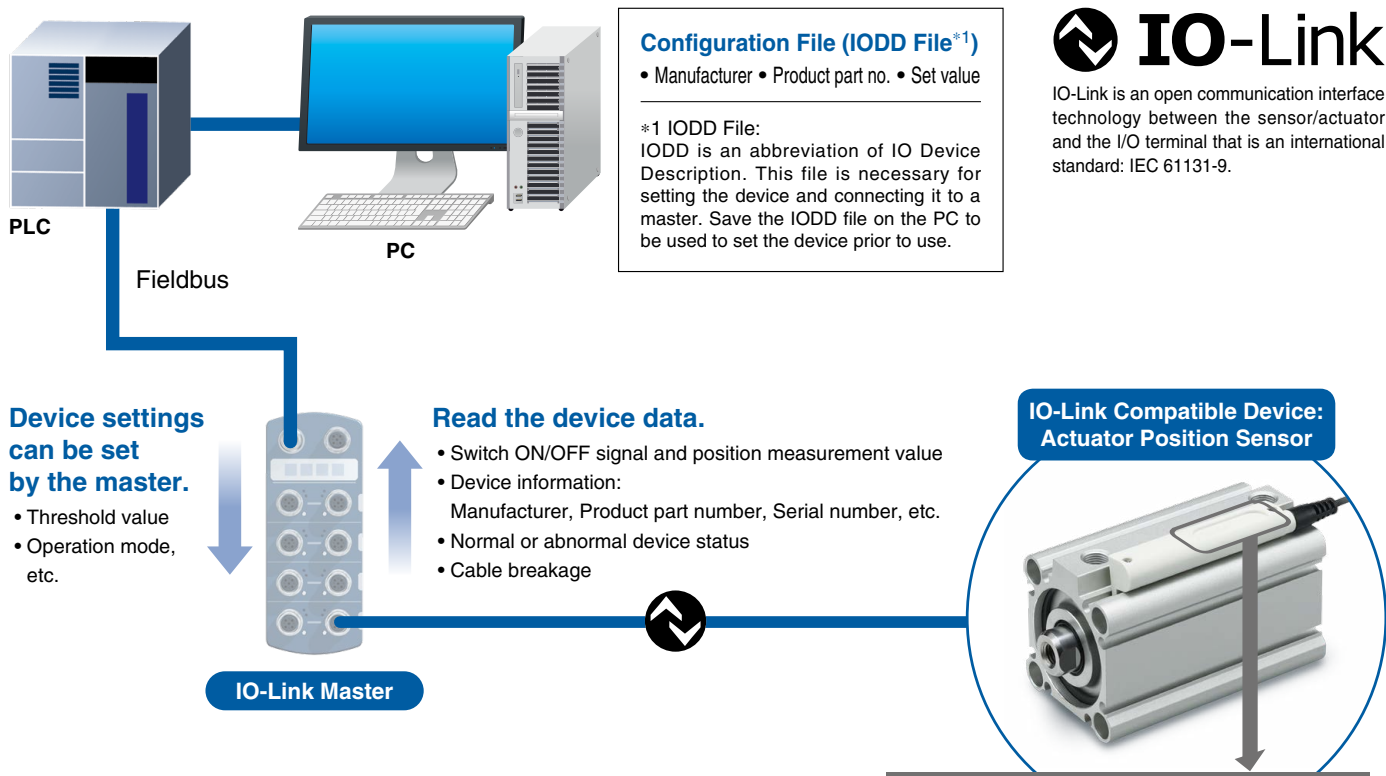 PLC
PC
Fieldbus
Configuration File (IODD File*1)
• Manufacturer • Product part no. • Set value
*1 IODD File:
IODD is an abbreviation of IO Device
Description. This file is necessary for
setting the device and connecting it to a
master. Save the IODD file on the PC to
be used to set the device prior to use.
IO-Link
IO-Link is an open communication interface
technology between the sensor/actuator
and the I/O terminal that is an international
standard: IEC 61131-9.
Device settings
can be set
by the master.
• Threshold value
• Operation mode,
etc.
Read the device data.
• Switch ON/OFF signal and position measurement value
• Device information:
Manufacturer, Product part number, Serial number, etc.
• Normal or abnormal device status
• Cable breakage
IO-Link Master
IO-Link Compatible Device:
Actuator Position Sensor